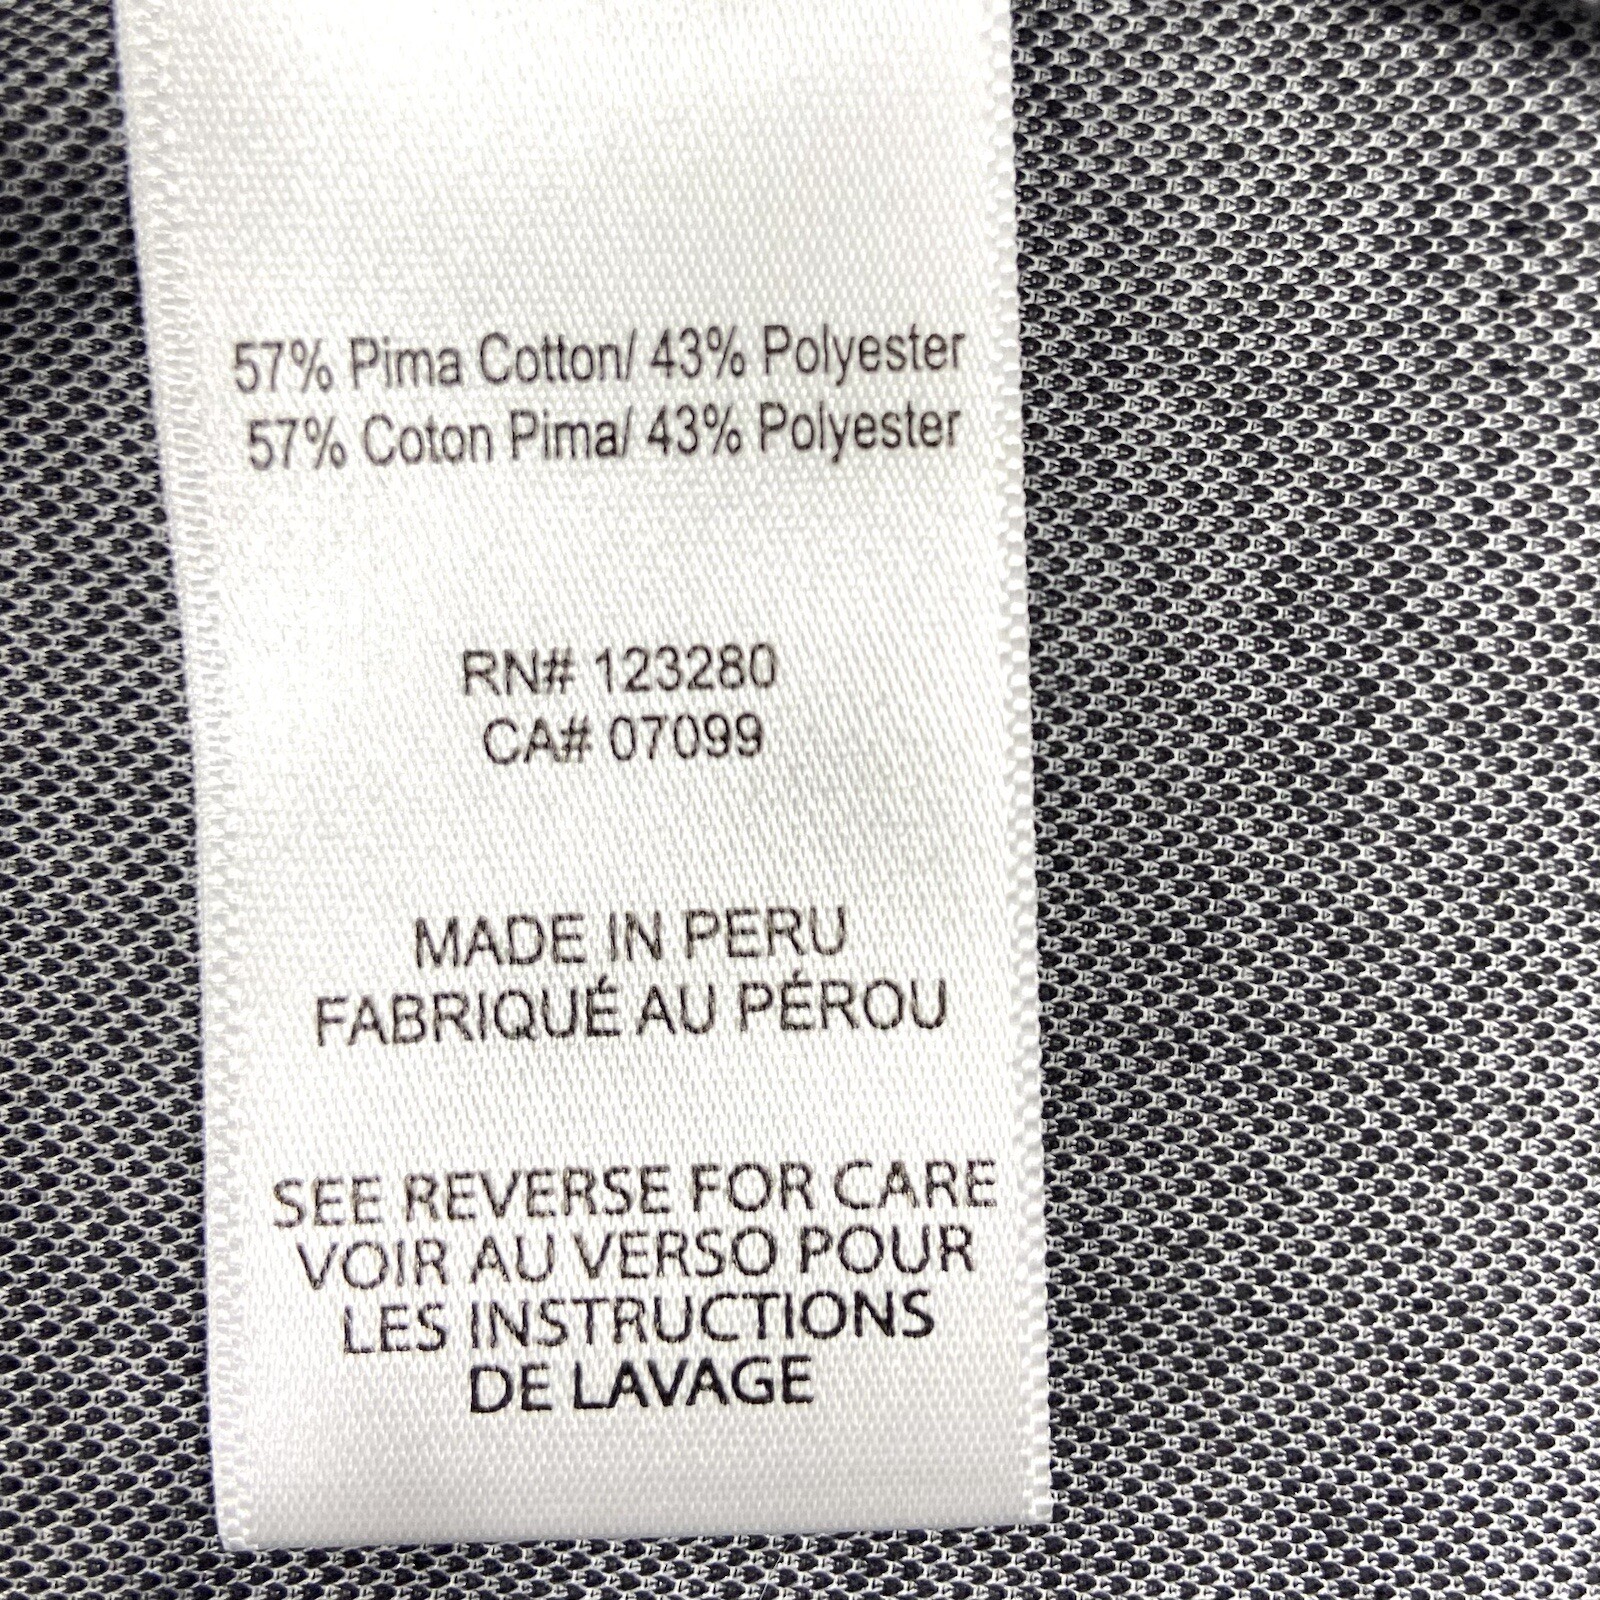 57% Pima Cotton/ 43% Polyester
57% Coton Pima/ 43% Polyester
RN# 123280
CA# 07099
MADE IN PERU
FABRIQUÉ AU PÉROU
SEE REVERSE FOR CARE
VOIR AU VERSO POUR
LES INSTRUCTIONS
DE LAVAGE